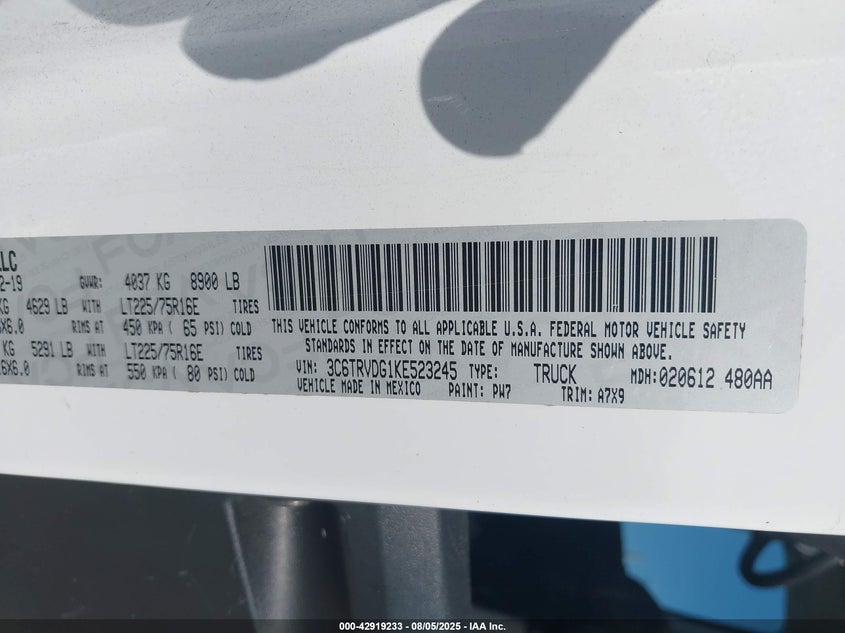 LLC
2-19 GVWR: 4037 KG 8900 LB
KG 4629 LB WITH LT225/75R16E TIRES
X6.0 RIMS AT 450 KPA ( 65 PSI) COLD
KG 5291 LB WITH LT225/75R16E TIRES
6X6.0 RIMS AT 550 KPA ( 80 PSI) COLD
THIS VEHICLE CONFORMS TO ALL APPLICABLE U.S.A. FEDERAL MOTOR VEHICLE SAFETY
STANDARDS IN EFFECT ON THE DATE OF MANUFACTURE SHOWN ABOVE.
VIN: 3C6TRVDG1KE523245 TYPE: TRUCK MDH:020612 480AA
VEHICLE MADE IN MEXICO PAINT: PW7 TRIM: A7X9
000-42919233 - 08/05/2025 - IAA Inc.